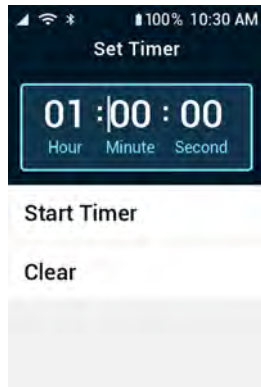 100% 10:30 AM
Set Timer
01 : 00 : 00
Hour Minute Second
Start Timer
Clear